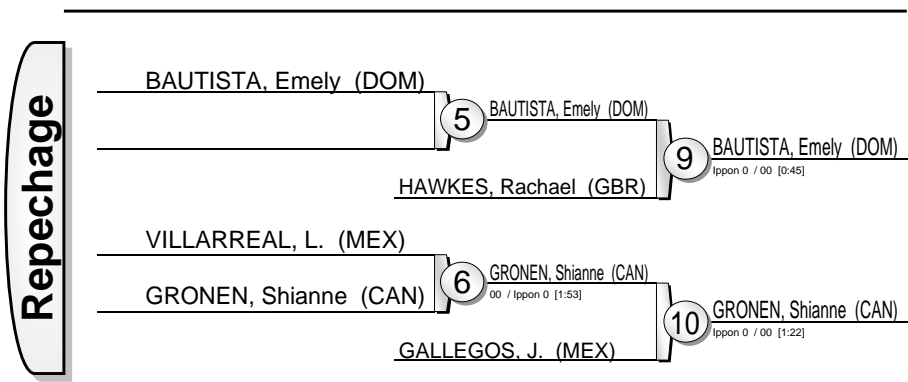 Repechage
BAUTISTA, Emely (DOM)
5
BAUTISTA, Emely (DOM)
HAWKES, Rachael (GBR)
9
BAUTISTA, Emely (DOM)
Ippon 0 / 00 [0:45]
VILLARREAL, L. (MEX)
GRONEN, Shianne (CAN)
6
GRONEN, Shianne (CAN)
00 / Ippon 0 [1:53]
GALLEGOS, J. (MEX)
10
GRONEN, Shianne (CAN)
Ippon 0 / 00 [1:22]